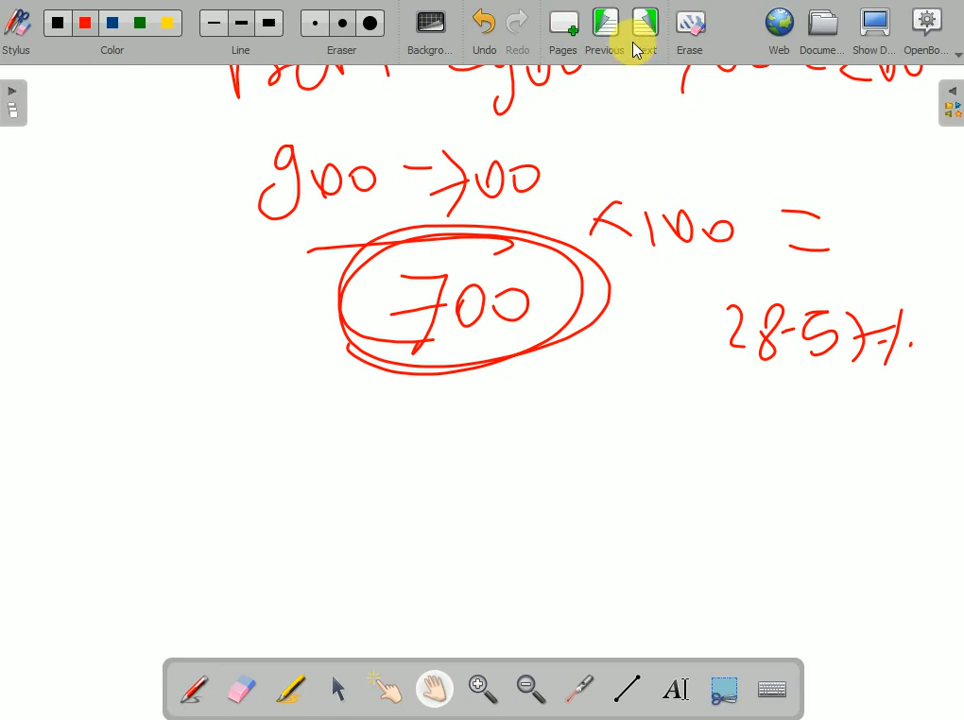 Stylus Color Line Eraser Backgro... Undo Redo Pages Previous Erase Web Docume... Show D... OpenBo...
900 - 700
×100 =
700
28.57%
AI